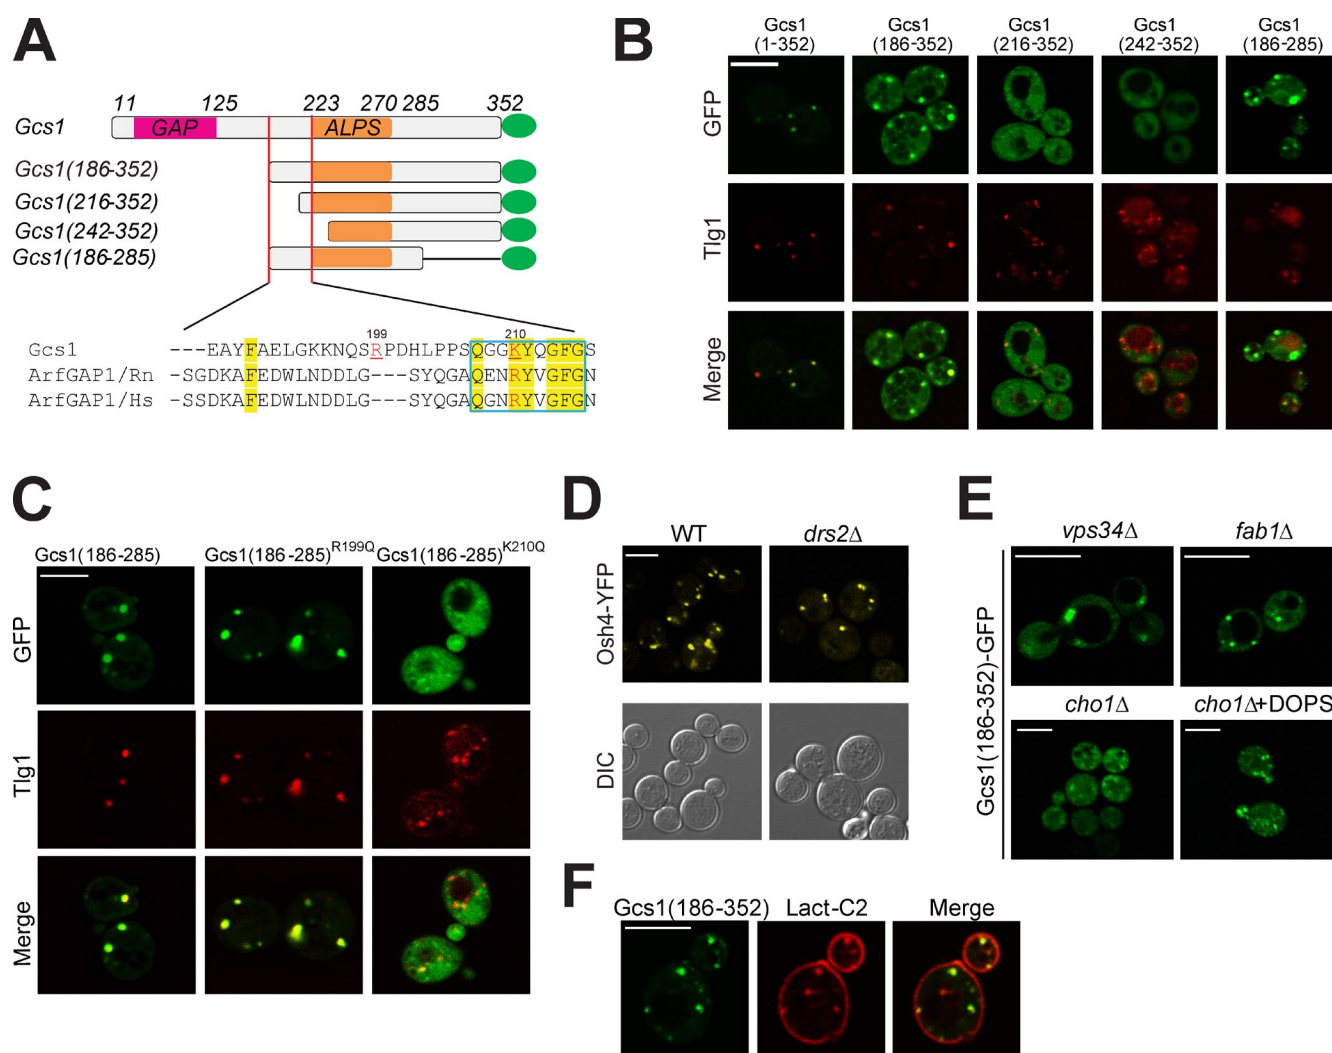 A
11 125 223 270 285 352
Gcs1 GAP ALPS
Gcs1(186-352)
Gcs1(216-352)
Gcs1(242-352)
Gcs1(186-285)
199 210
Gcs1 ---EAYFAELGKKNQSRPDHLPPSQGGKYQGFGS
ArfGAP1/Rn -SGDKAFEDWLNDDLG---SYQGAQENRYVGFGN
ArfGAP1/Hs -SSDKAFEDWLNDDLG---SYQGAQGNRYVGFGN
B
Gcs1 Gcs1 Gcs1 Gcs1 Gcs1
(1-352) (186-352) (216-352) (242-352) (186-285)
GFP
Tlg1
Merge
C
Gcs1(186-285) Gcs1(186-285)R199Q Gcs1(186-285)K210Q
GFP
Tlg1
Merge
D
WT drs2Δ
Osh4-YFP
DIC
E
vps34Δ fab1Δ
cho1Δ cho1Δ+DOPS
Gcs1(186-352)-GFP
F
Gcs1(186-352) Lact-C2 Merge